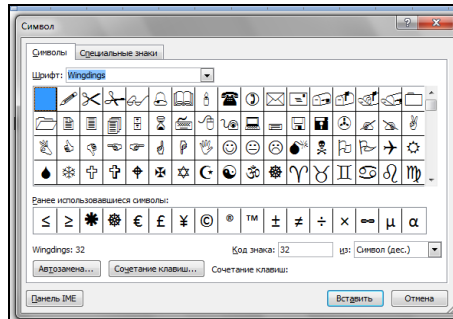 Символ
Символы Специальные знаки
Шрифт: Wingdings
Ранее использовавшиеся символы:
≤ ≥ € £ ¥ © ® ™ ± ≠ ÷ × ∞ µ α
Wingdings: 32 Код знака: 32 из: Символ (дес.)
Автозамена... Сочетание клавиш... Сочетание клавиш:
Панель IME Вставить Отмена